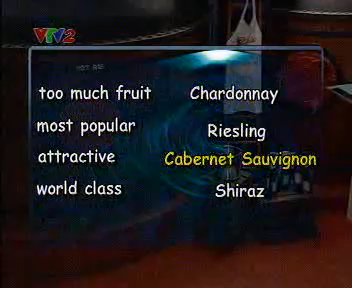 VTV2
too much fruit Chardonnay
most popular Riesling
attractive Cabernet Sauvignon
world class Shiraz